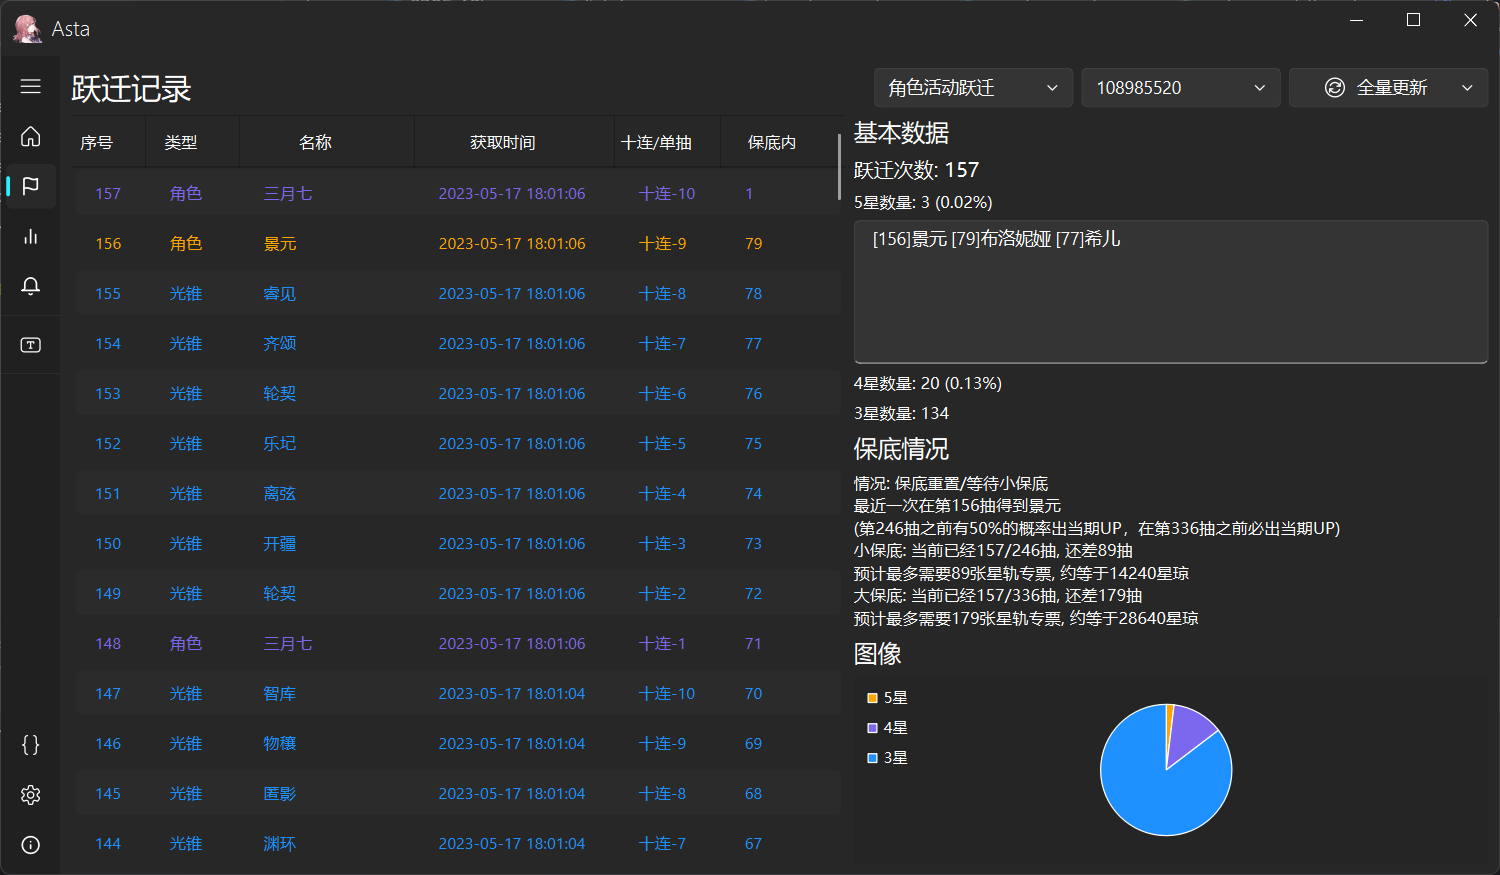 Asta
跃迁记录
角色活动跃迁
108985520
全量更新
序号 类型 名称 获取时间 十连/单抽 保底内
157 角色 三月七 2023-05-17 18:01:06 十连-10 1
156 角色 景元 2023-05-17 18:01:06 十连-9 79
155 光锥 睿见 2023-05-17 18:01:06 十连-8 78
154 光锥 齐颂 2023-05-17 18:01:06 十连-7 77
153 光锥 轮契 2023-05-17 18:01:06 十连-6 76
152 光锥 乐圮 2023-05-17 18:01:06 十连-5 75
151 光锥 离弦 2023-05-17 18:01:06 十连-4 74
150 光锥 开疆 2023-05-17 18:01:06 十连-3 73
149 光锥 轮契 2023-05-17 18:01:06 十连-2 72
148 角色 三月七 2023-05-17 18:01:06 十连-1 71
147 光锥 智库 2023-05-17 18:01:04 十连-10 70
146 光锥 物穰 2023-05-17 18:01:04 十连-9 69
145 光锥 匿影 2023-05-17 18:01:04 十连-8 68
144 光锥 渊环 2023-05-17 18:01:04 十连-7 67
基本数据
跃迁次数: 157
5星数量: 3 (0.02%)
[156]景元 [79]布洛妮娅 [77]希儿
4星数量: 20 (0.13%)
3星数量: 134
保底情况
情况: 保底重置/等待小保底
最近一次在第156抽得到景元
(第246抽之前有50%的概率出当期UP，在第336抽之前必出当期UP)
小保底: 当前已经157/246抽, 还差89抽
预计最多需要89张星轨专票, 约等于14240星琼
大保底: 当前已经157/336抽, 还差179抽
预计最多需要179张星轨专票, 约等于28640星琼
图像
5星
4星
3星